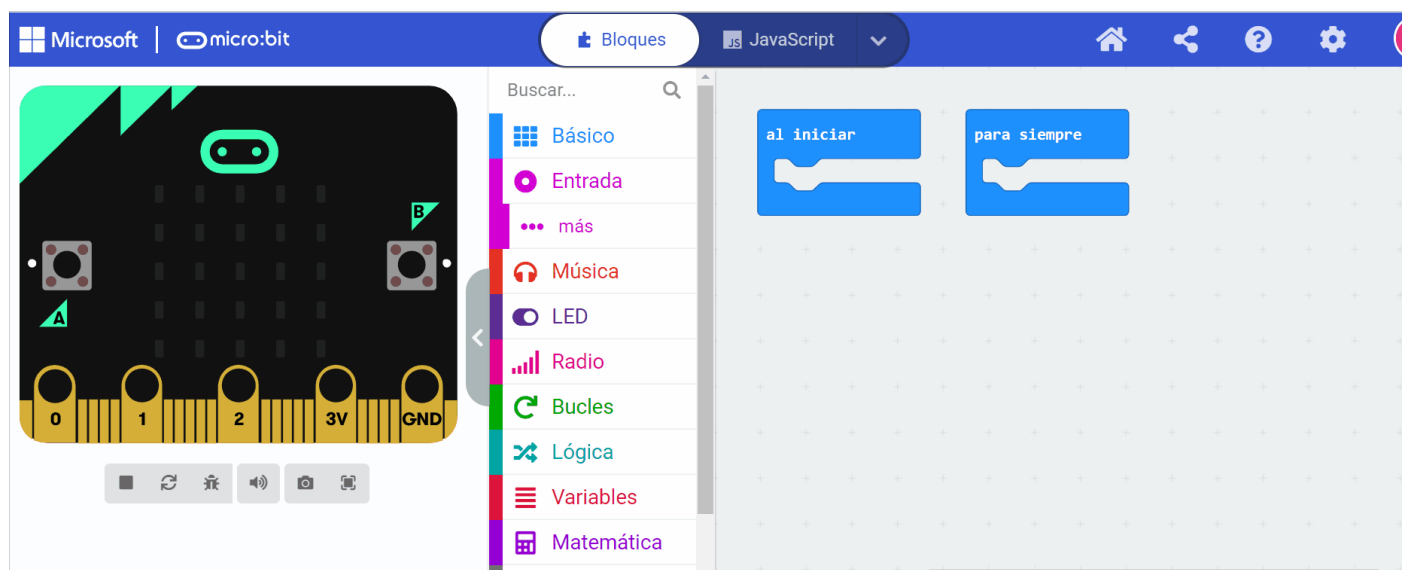 Microsoft micro:bit Bloques JS JavaScript
Buscar...
Básico
Entrada
más
Música
LED
Radio
Bucles
Lógica
Variables
Matemática
B
A
0 1 2 3V GND
al iniciar
para siempre